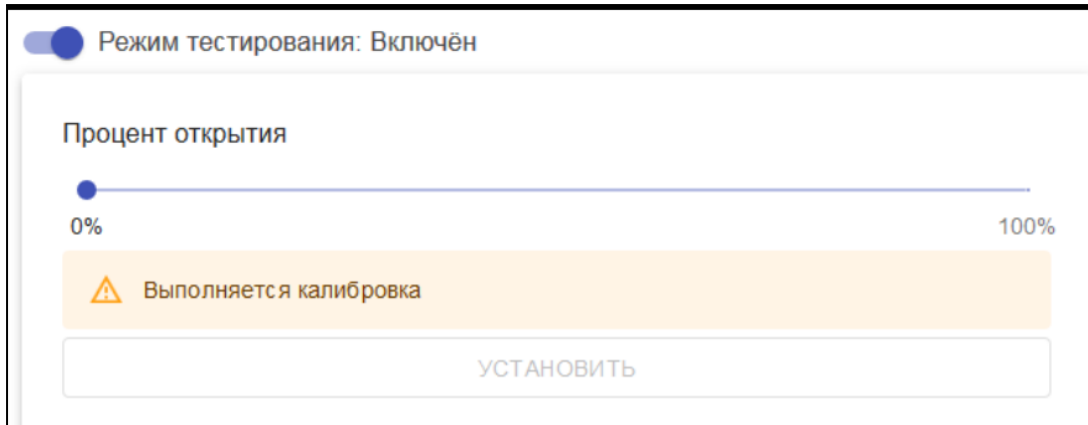 Режим тестирования: Включён
Процент открытия
0% 100%
Выполняется калибровка
УСТАНОВИТЬ